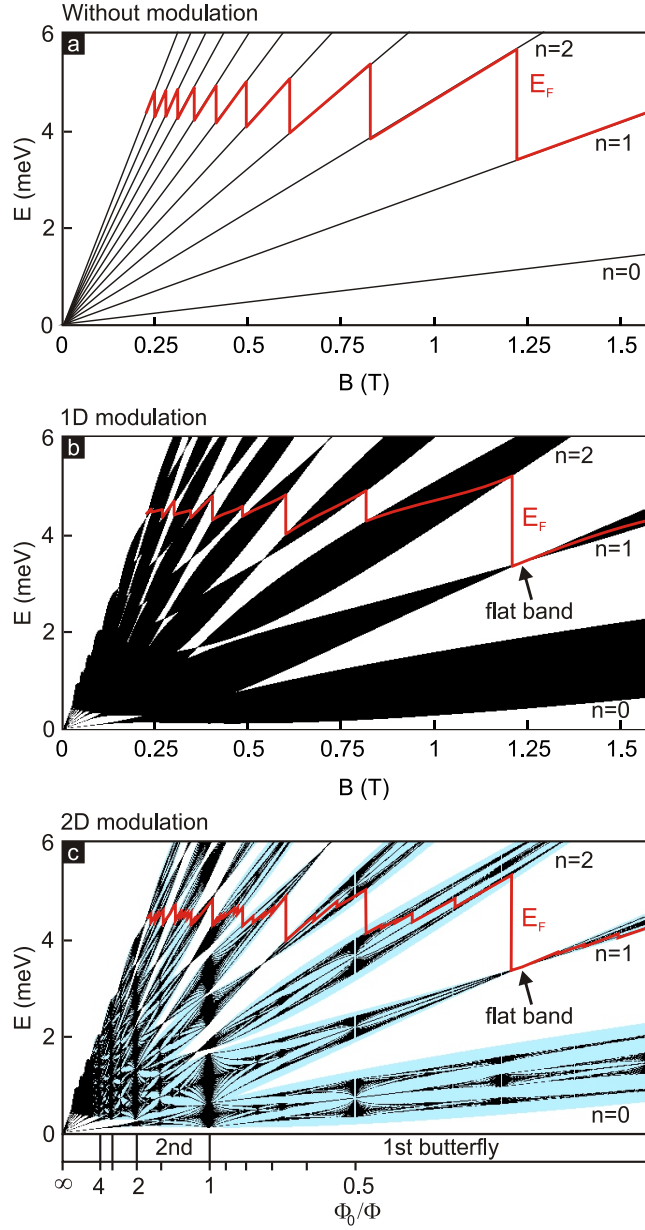 Without modulation
a
6
4
2
0
E (meV)
n=2
E_F
n=1
n=0
0 0.25 0.5 0.75 1 1.25 1.5
B (T)
1D modulation
b
6
4
2
0
E (meV)
n=2
E_F
n=1
flat band
n=0
0 0.25 0.5 0.75 1 1.25 1.5
B (T)
2D modulation
c
6
4
2
0
E (meV)
n=2
E_F
n=1
flat band
n=0
2nd 1st butterfly
∞ 4 2 1 0.5
Φ₀/Φ